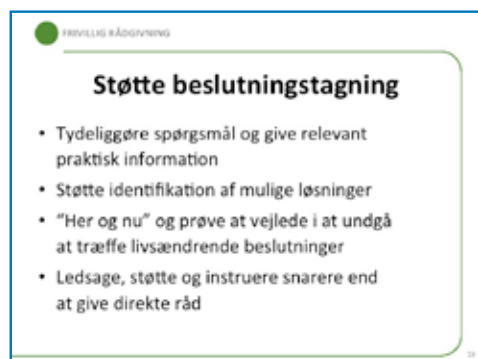 FRIVILLIG RÅDGIVNING
Støtte beslutningstagning
• Tydeliggøre spørgsmål og give relevant
praktisk information
• Støtte identifikation af mulige løsninger
• "Her og nu" og prøve at vejlede i at undgå
at træffe livsændrende beslutninger
• Ledsage, støtte og instruere snarere end
at give direkte råd